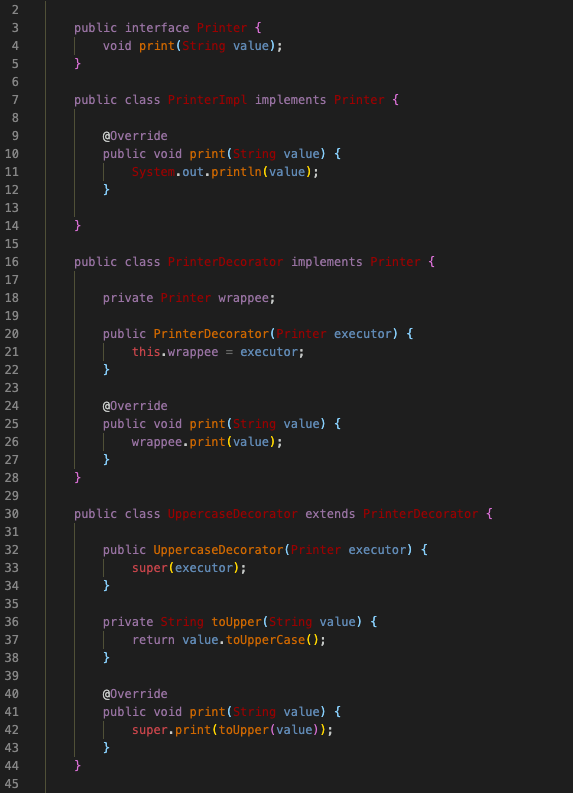 2
3 public interface Printer {
4 void print(String value);
5 }
6
7 public class PrinterImpl implements Printer {
8
9 @Override
10 public void print(String value) {
11 System.out.println(value);
12 }
13
14 }
15
16 public class PrinterDecorator implements Printer {
17
18 private Printer wrappee;
19
20 public PrinterDecorator(Printer executor) {
21 this.wrappee = executor;
22 }
23
24 @Override
25 public void print(String value) {
26 wrappee.print(value);
27 }
28 }
29
30 public class UppercaseDecorator extends PrinterDecorator {
31
32 public UppercaseDecorator(Printer executor) {
33 super(executor);
34 }
35
36 private String toUpper(String value) {
37 return value.toUpperCase();
38 }
39
40 @Override
41 public void print(String value) {
42 super.print(toUpper(value));
43 }
44 }
45